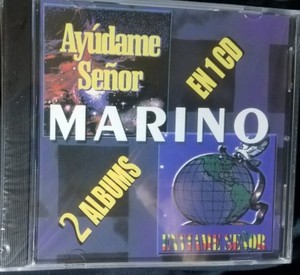 Ayúdame
Señor
EN 1 CD
MARINO
2 ALBUMS
ENVIAME SEÑOR